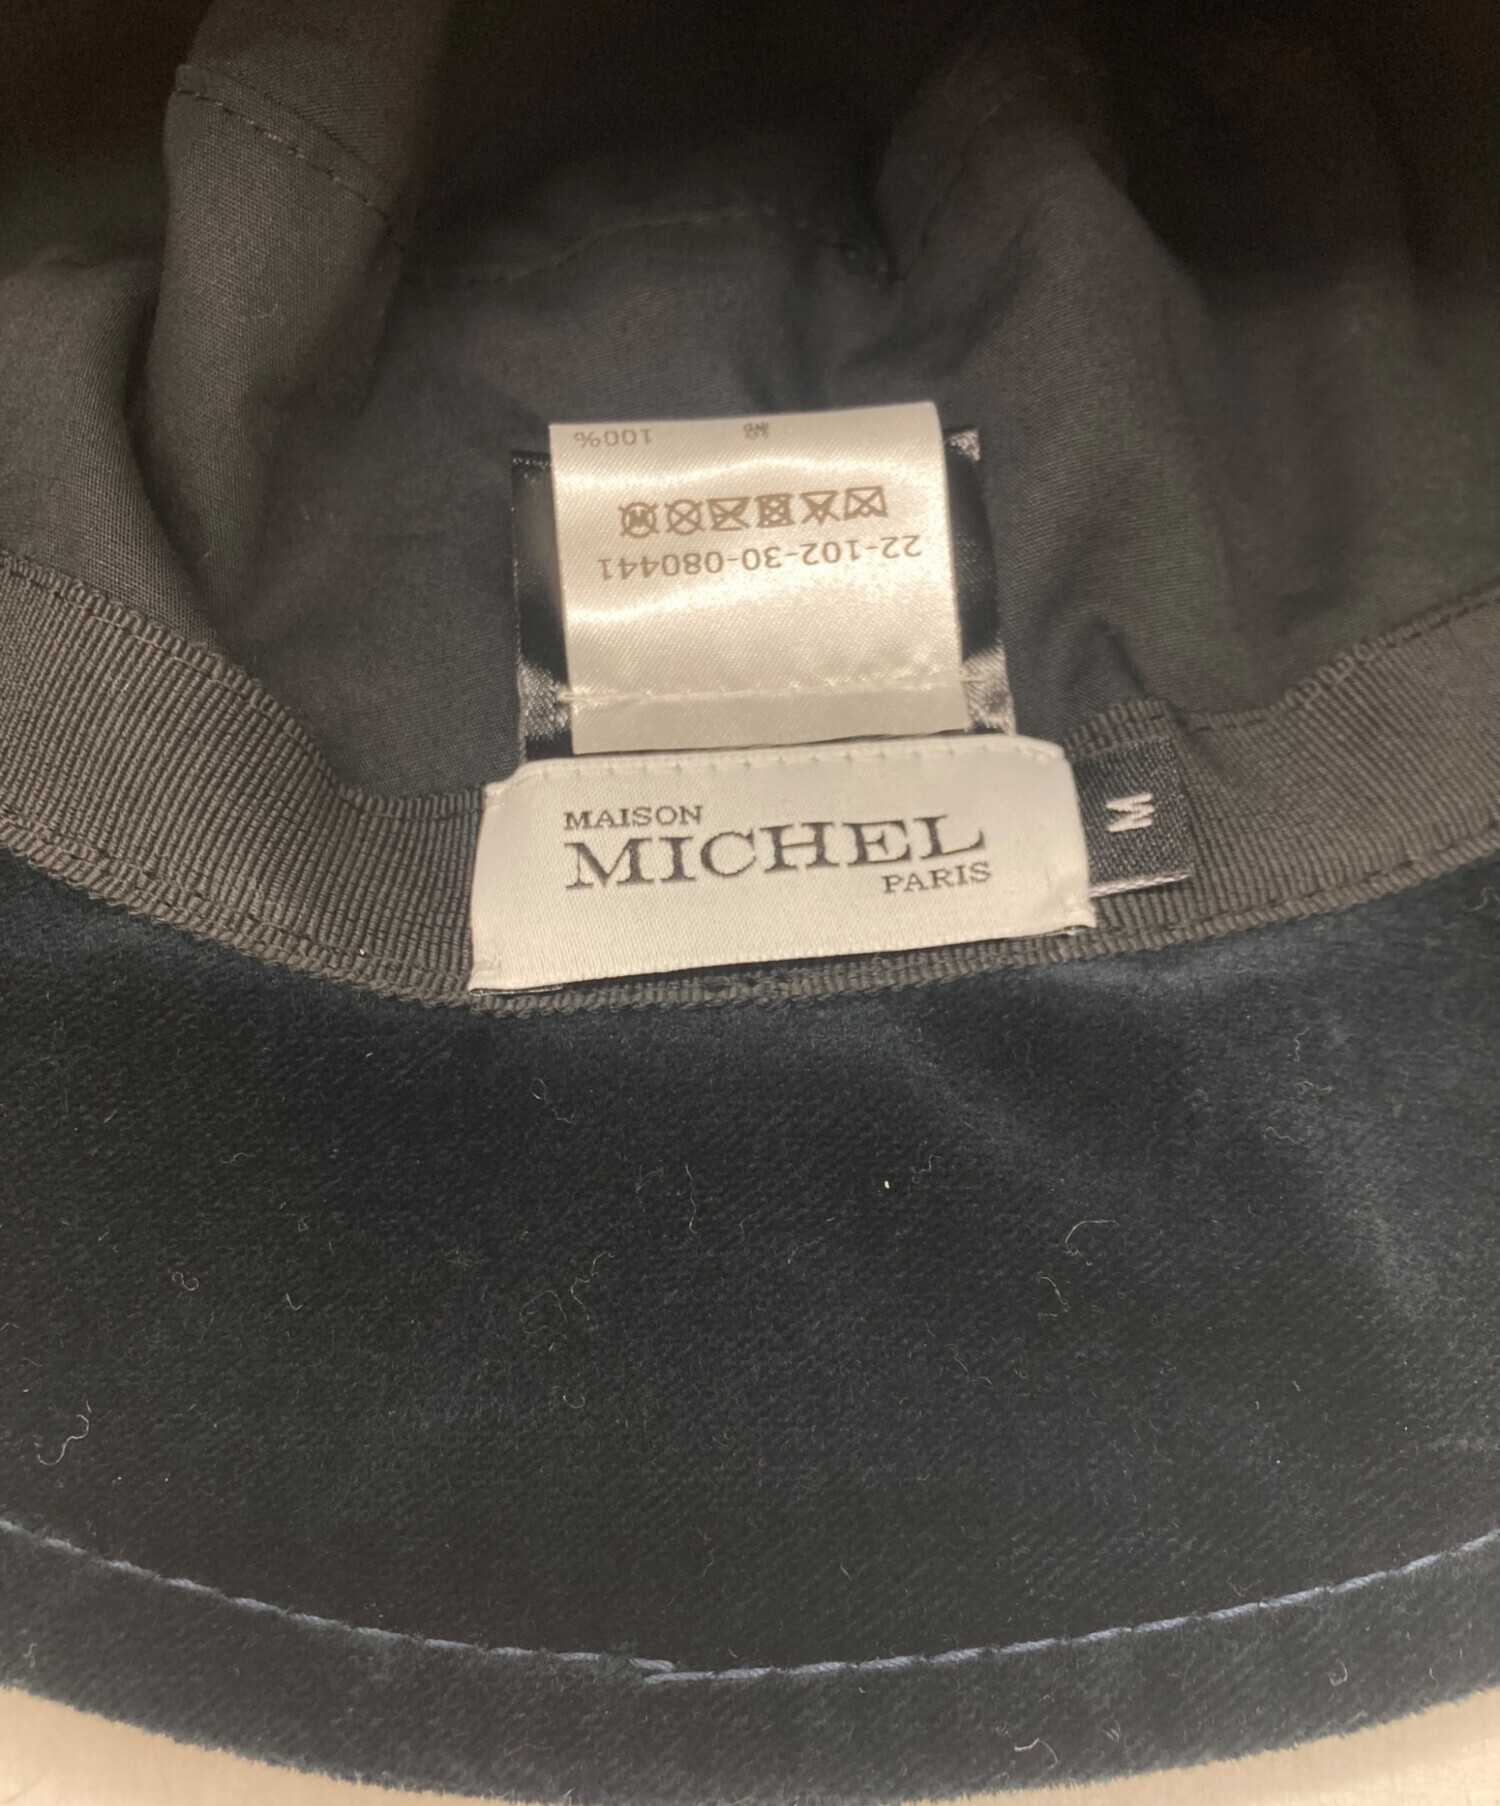 100%
22-102-30-080441
MAISON
MICHEL
PARIS
M